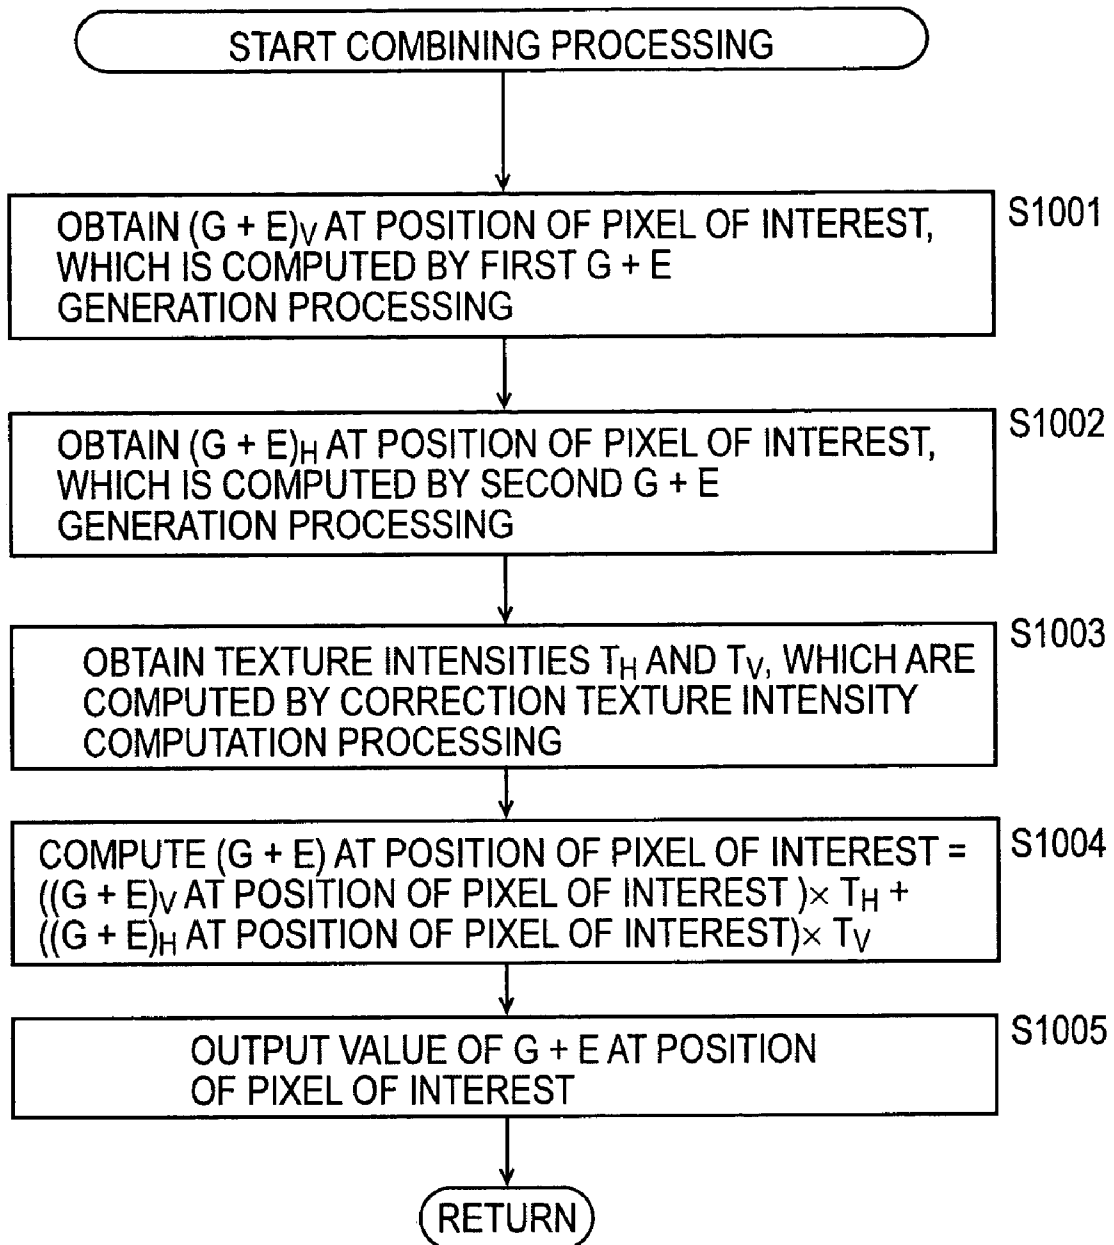 START COMBINING PROCESSING
S1001
OBTAIN (G + E)V AT POSITION OF PIXEL OF INTEREST,
WHICH IS COMPUTED BY FIRST G + E
GENERATION PROCESSING
S1002
OBTAIN (G + E)H AT POSITION OF PIXEL OF INTEREST,
WHICH IS COMPUTED BY SECOND G + E
GENERATION PROCESSING
S1003
OBTAIN TEXTURE INTENSITIES TH AND TV, WHICH ARE
COMPUTED BY CORRECTION TEXTURE INTENSITY
COMPUTATION PROCESSING
S1004
COMPUTE (G + E) AT POSITION OF PIXEL OF INTEREST =
((G + E)V AT POSITION OF PIXEL OF INTEREST )× TH +
((G + E)H AT POSITION OF PIXEL OF INTEREST)× TV
S1005
OUTPUT VALUE OF G + E AT POSITION
OF PIXEL OF INTEREST
RETURN